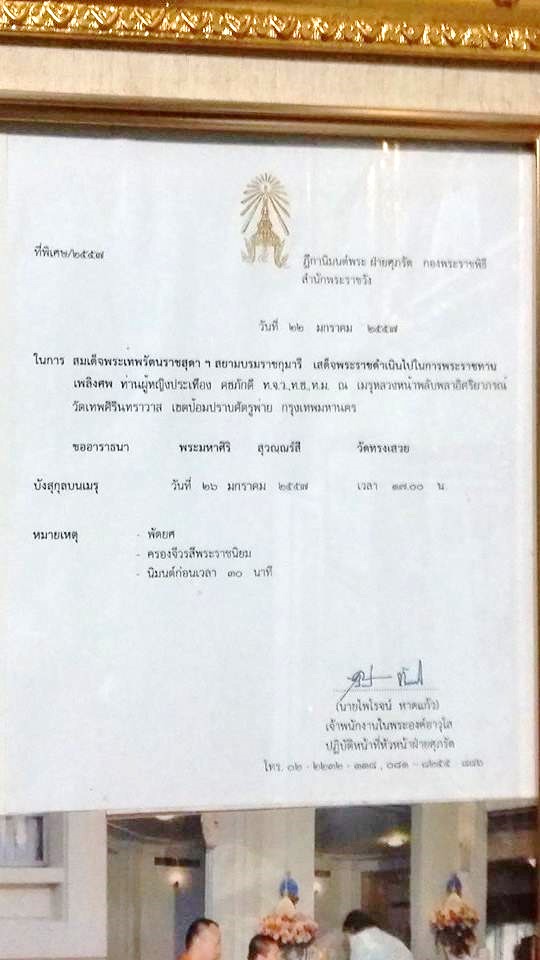 ที่พิเศษ/๒๕๕๗
ฎีกานิมนต์พระ ฝ่ายศุภรัต กองพระราชพิธี
สำนักพระราชวัง
วันที่ ๒๒ มกราคม ๒๕๕๗
ในการ สมเด็จพระเทพรัตนราชสุดา ฯ สยามบรมราชกุมารี เสด็จพระราชดำเนินไปในการพระราชทาน
เพลิงศพ ท่านผู้หญิงประเทือง คชภักดี ท.จ.ว.,ท.ช.,ท.ม. ณ เมรุหลวงหน้าพลับพลาอิศริยาภรณ์
วัดเทพศิรินทราวาส เขตป้อมปราบศัตรูพ่าย กรุงเทพมหานคร
ขออาราธนา พระมหาศิริ สุวณฺณรํสี วัดทรงเสวย
บังสุกุลบนเมรุ วันที่ ๒๖ มกราคม ๒๕๕๗ เวลา ๑๗.๐๐ น.
หมายเหตุ - พัดยศ
- ครองจีวรสีพระราชนิยม
- นิมนต์ก่อนเวลา ๓๐ นาที
(นายไพโรจน์ หาดแก้ว)
เจ้าพนักงานในพระองค์อาวุโส
ปฏิบัติหน้าที่หัวหน้าฝ่ายศุภรัต
โทร. ๐๒ -